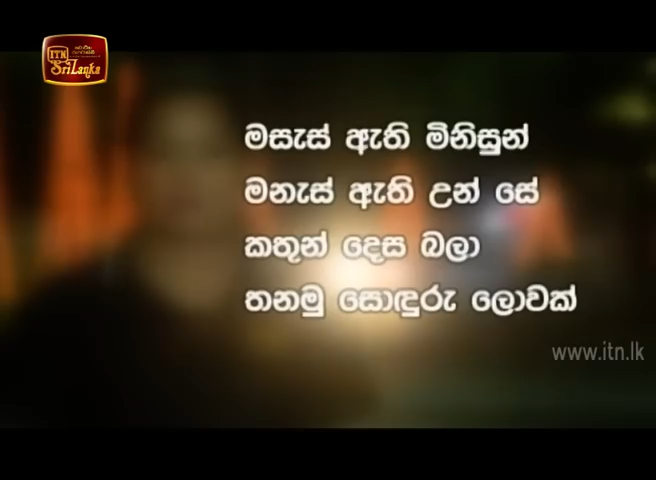 ITN
Sri Lanka
මසැස් ඇති මිනිසුන්
මනැස් ඇති උන් සේ
කතුන් දෙස බලා
තනමු සොඳුරු ලොවක්
www.itn.lk